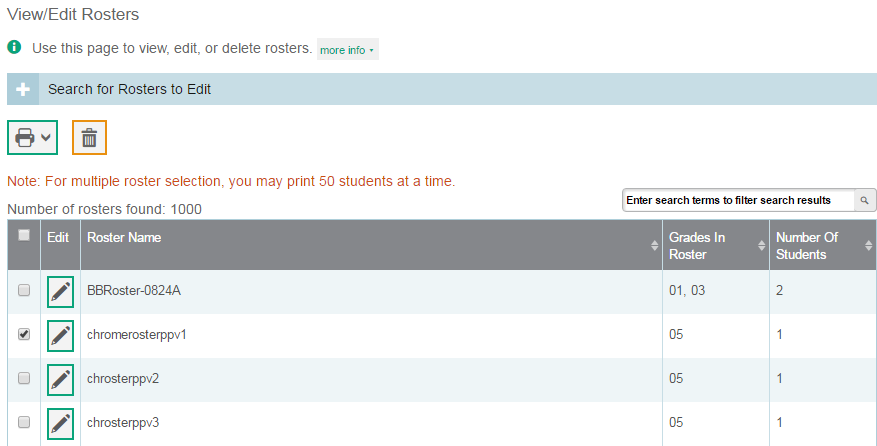 View/Edit Rosters
Use this page to view, edit, or delete rosters. more info
Search for Rosters to Edit
Note: For multiple roster selection, you may print 50 students at a time.
Enter search terms to filter search results
Number of rosters found: 1000
Edit Roster Name Grades In Roster Number Of Students
BBRoster-0824A 01, 03 2
chromerosterppv1 05 1
chrosterppv2 05 1
chrosterppv3 05 1